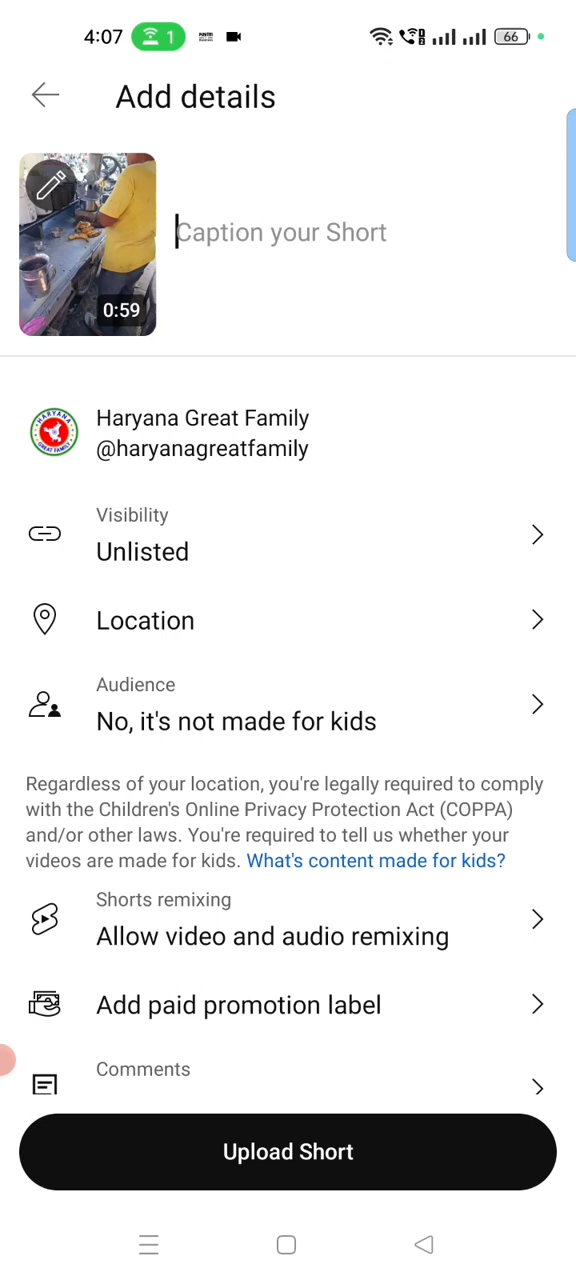 4:07
1
66
Add details
0:59
Caption your Short
HARYANA
GREAT FAMILY
Haryana Great Family
@haryanagreatfamily
Visibility
Unlisted
Location
Audience
No, it's not made for kids
Regardless of your location, you're legally required to comply
with the Children's Online Privacy Protection Act (COPPA)
and/or other laws. You're required to tell us whether your
videos are made for kids. What's content made for kids?
Shorts remixing
Allow video and audio remixing
Add paid promotion label
Comments
Upload Short